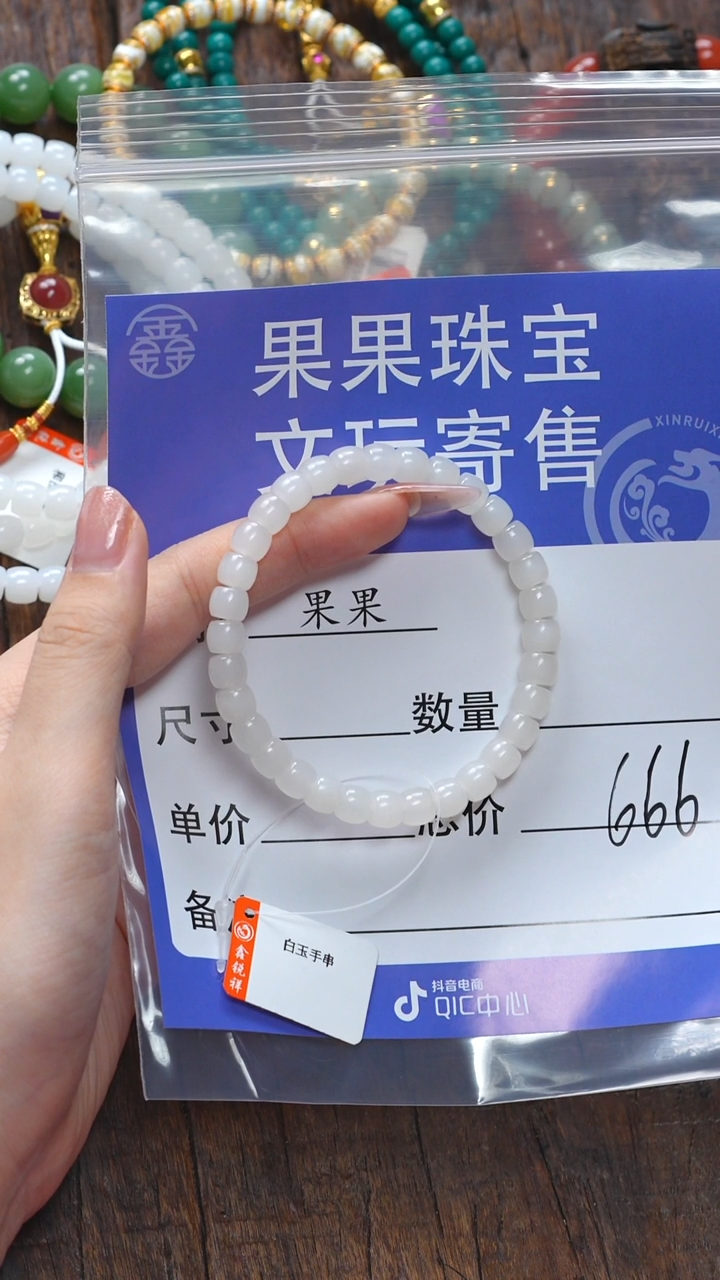 鑫
果果珠宝
文玩寄售
XINRUIX
果果
尺寸
数量
单价
总价
666
备
鑫锐祥
白玉手串
抖音电商
QIC中心